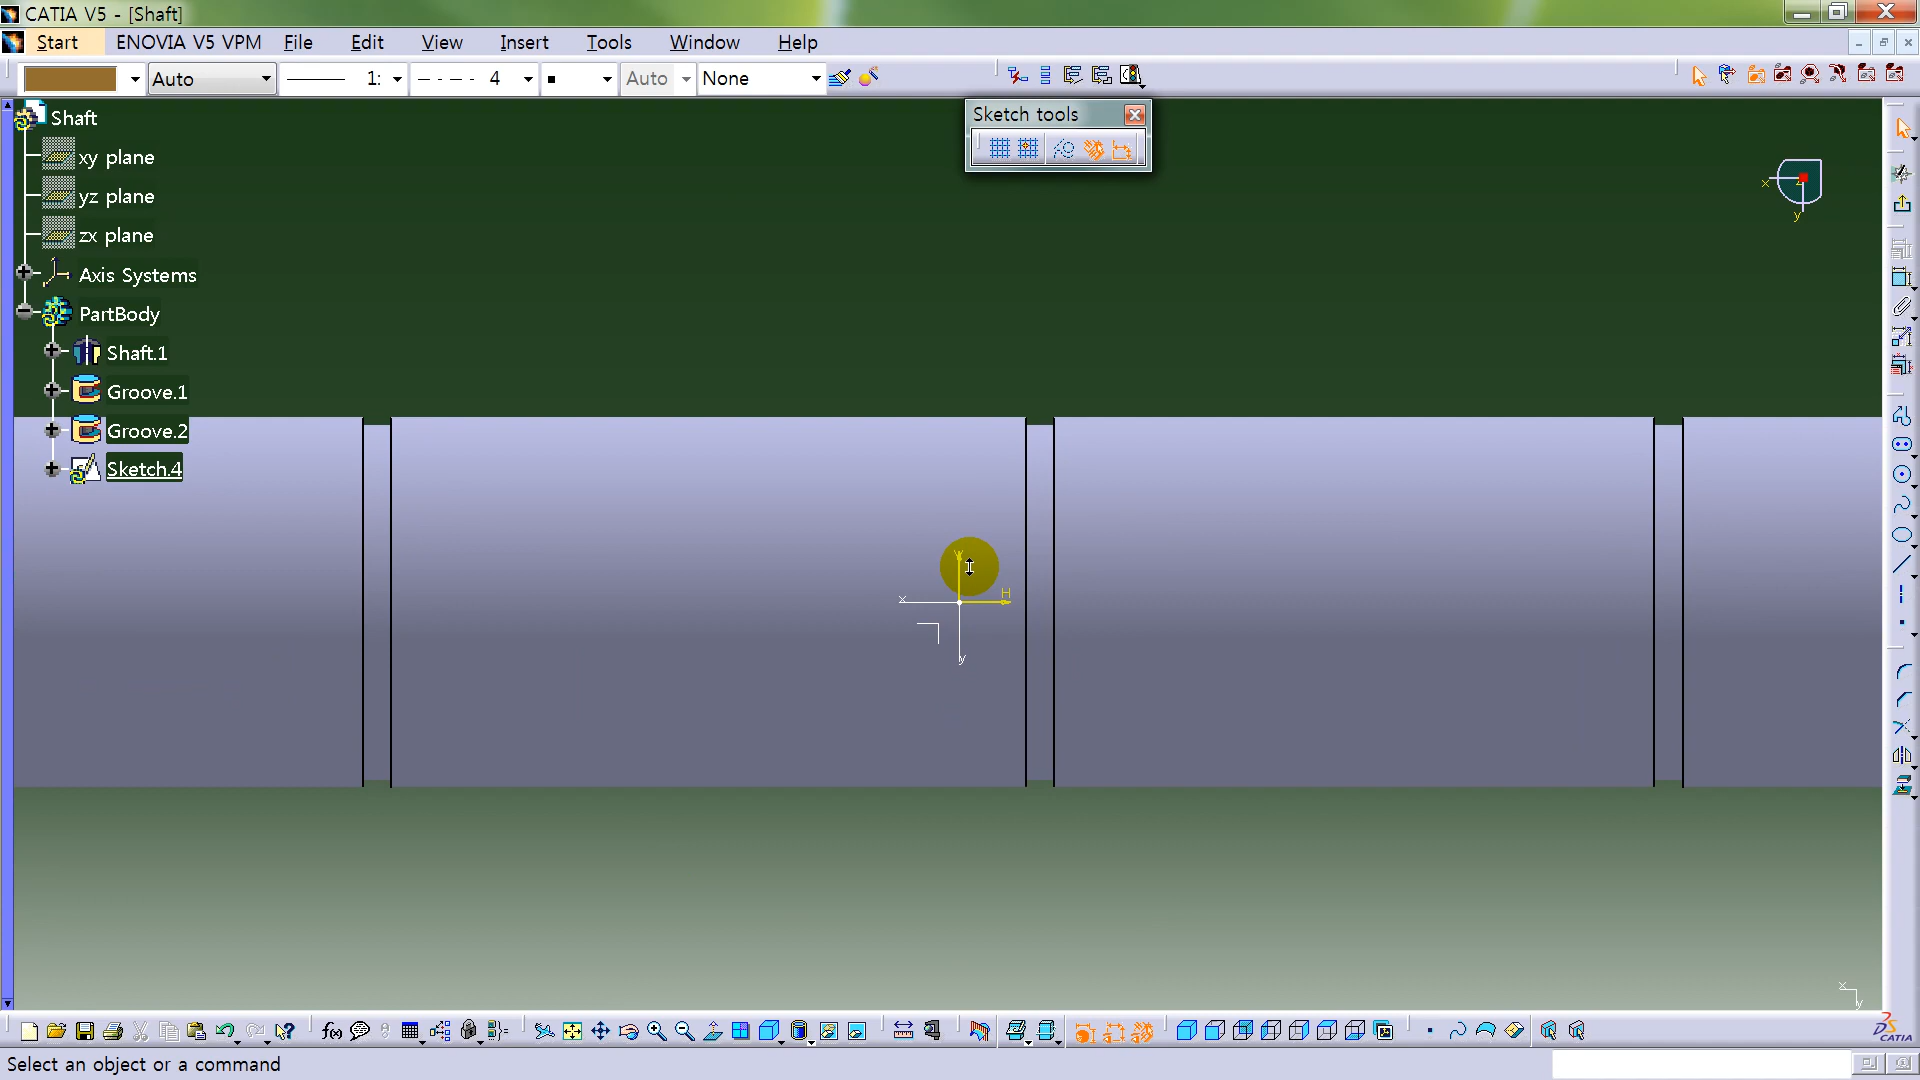 CATIA V5 - [Shaft]
Start ENOVIA V5 VPM File Edit View Insert Tools Window Help
Auto 1: 4 Auto None
Sketch tools
Shaft
xy plane
yz plane
zx plane
Axis Systems
PartBody
Shaft.1
Groove.1
Groove.2
Sketch.4
x
z
y
V
H
x
y
x
y
f(x)
CATIA
Select an object or a command